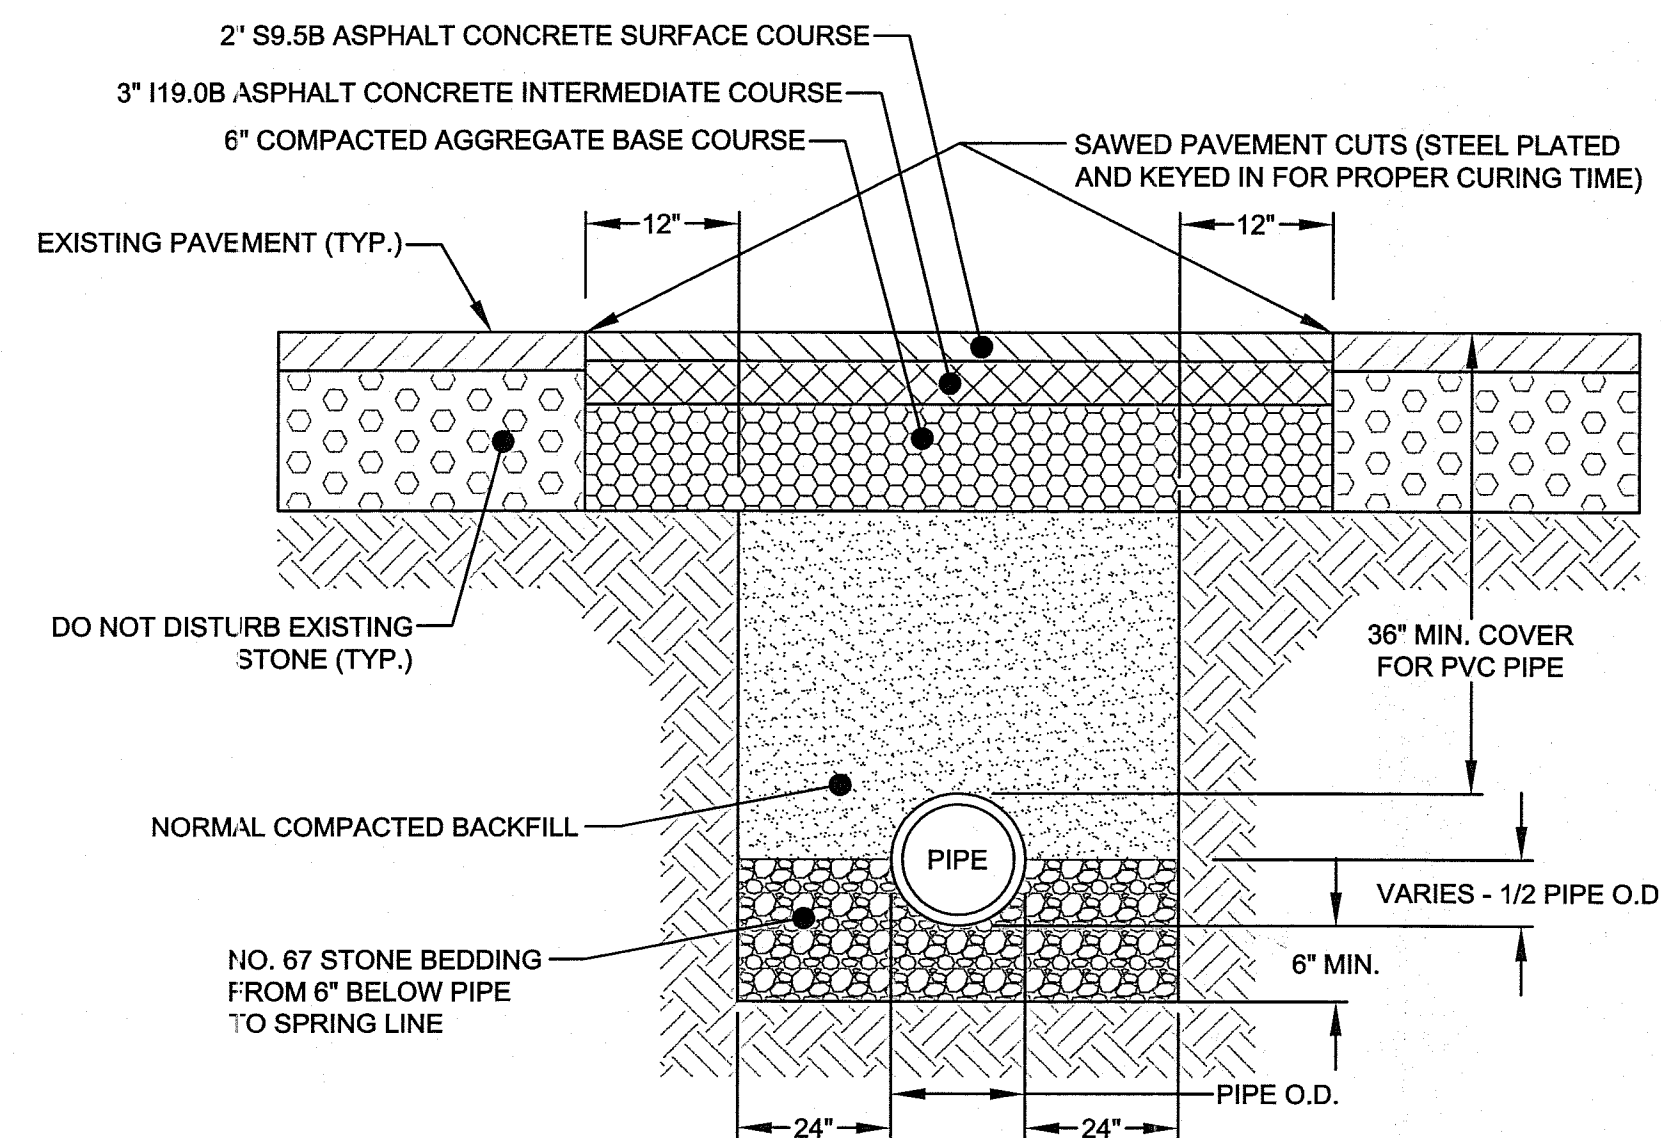 2" S9.5B ASPHALT CONCRETE SURFACE COURSE
3" I19.0B ASPHALT CONCRETE INTERMEDIATE COURSE
6" COMPACTED AGGREGATE BASE COURSE
SAWED PAVEMENT CUTS (STEEL PLATED
AND KEYED IN FOR PROPER CURING TIME)
12"
12"
EXISTING PAVEMENT (TYP.)
DO NOT DISTURB EXISTING
STONE (TYP.)
36" MIN. COVER
FOR PVC PIPE
NORMAL COMPACTED BACKFILL
PIPE
VARIES - 1/2 PIPE O.D
NO. 67 STONE BEDDING
FROM 6" BELOW PIPE
TO SPRING LINE
6" MIN.
PIPE O.D.
24"
24"